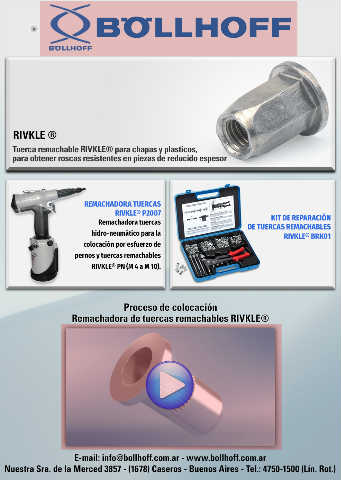 BÖLLHOFF
BÖLLHOFF
RIVKLE ®
Tuerca remachable RIVKLE® para chapas y plasticos,
para obtener roscas resistentes en piezas de reducido espesor
REMACHADORA TUERCAS
RIVKLE® P2007
Remachadora tuercas
hidro-neumático para la
colocación por esfuerzo de
pernos y tuercas remachables
RIVKLE® PN (M 4 a M 10).
KIT DE REPARACIÓN
DE TUERCAS REMACHABLES
RIVKLE® BRK01
Proceso de colocación
Remachadora de tuercas remachables RIVKLE®
E-mail: info@bollhoff.com.ar - www.bollhoff.com.ar
Nuestra Sra. de la Merced 3857 - (1678) Caseros - Buenos Aires - Tel.: 4750-1500 (Lín. Rot.)